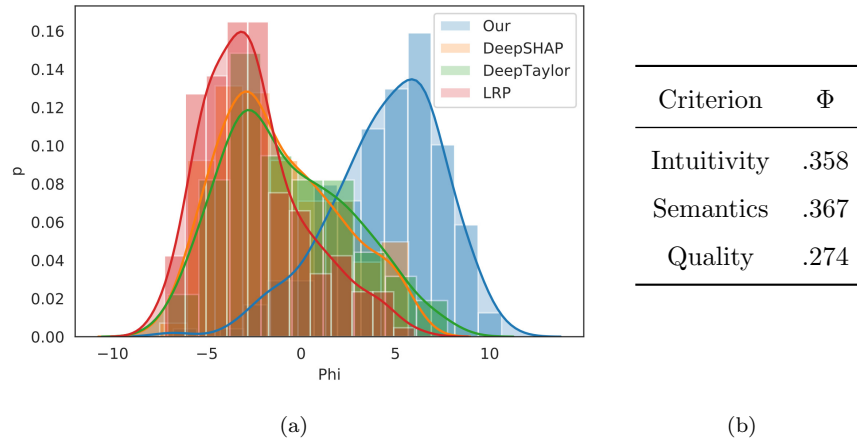 Our
DeepSHAP
DeepTaylor
LRP
0.16
0.14
0.12
0.10
0.08
0.06
0.04
0.02
0.00
p
−10
−5
0
5
10
Phi
(a)
Criterion Φ
Intuitivity .358
Semantics .367
Quality .274
(b)